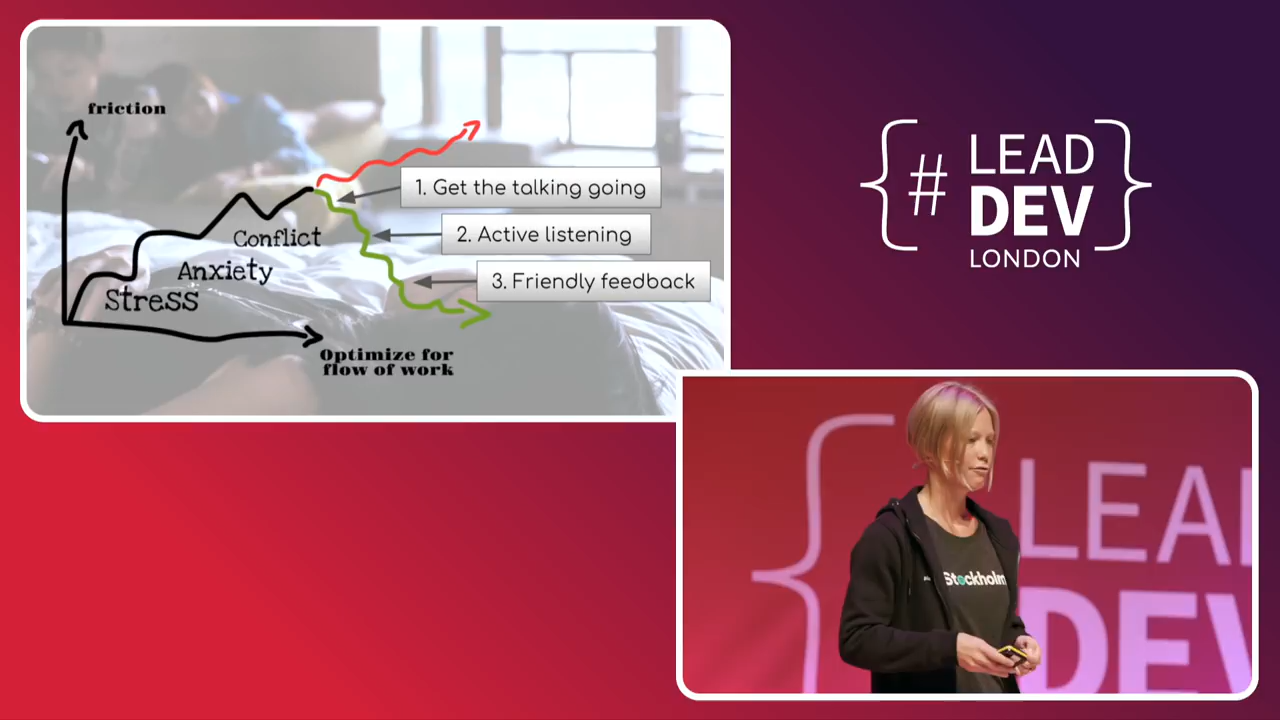 friction
1. Get the talking going
2. Active listening
3. Friendly feedback
Conflict
Anxiety
Stress
Optimize for
flow of work
#
LEAD
DEV
LONDON
LEA
DEV
Stockholm